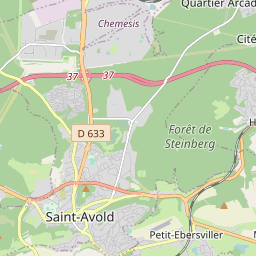 Quartier Arcad
Chemesis
Cité
37
37
D 633
Forêt de
Steinberg
H
Saint-Avold
Petit-Ebersviller